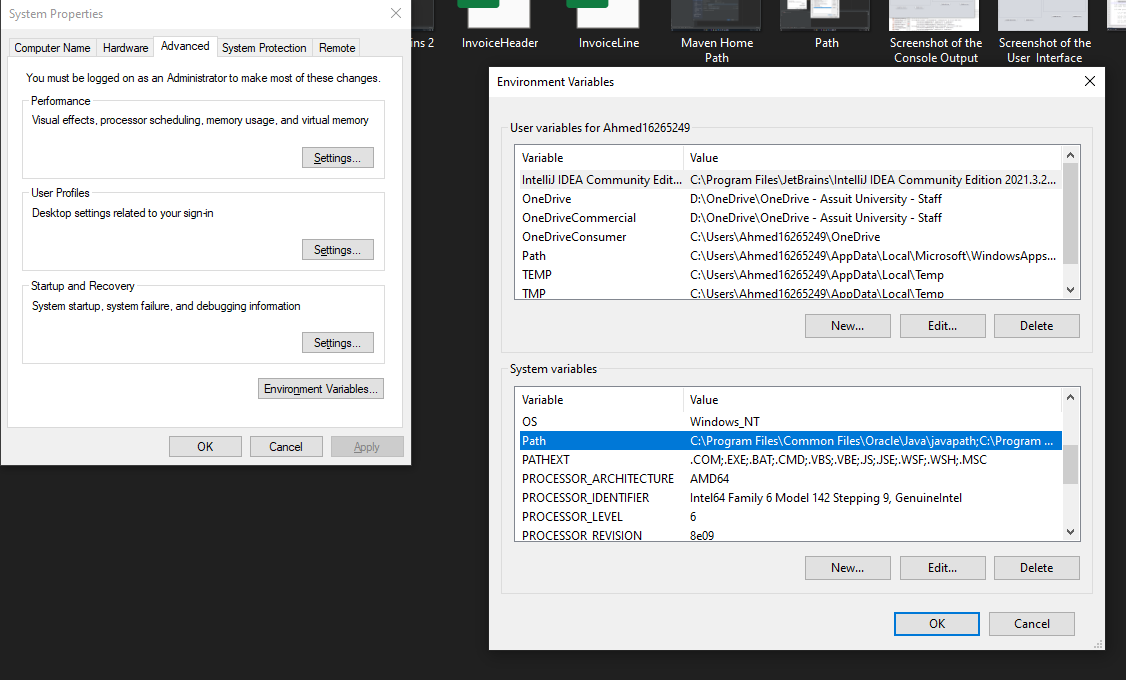 System Properties
Computer Name Hardware Advanced System Protection Remote
You must be logged on as an Administrator to make most of these changes.
Performance
Visual effects, processor scheduling, memory usage, and virtual memory
Settings...
User Profiles
Desktop settings related to your sign-in
Settings...
Startup and Recovery
System startup, system failure, and debugging information
Settings...
Environment Variables...
OK Cancel Apply
ins 2 InvoiceHeader InvoiceLine Maven Home Path Path Screenshot of the Console Output Screenshot of the User Interface
Environment Variables
User variables for Ahmed16265249
Variable Value
IntelliJ IDEA Community Edit... C:\Program Files\JetBrains\IntelliJ IDEA Community Edition 2021.3.2...
OneDrive D:\OneDrive\OneDrive - Assuit University - Staff
OneDriveCommercial D:\OneDrive\OneDrive - Assuit University - Staff
OneDriveConsumer C:\Users\Ahmed16265249\OneDrive
Path C:\Users\Ahmed16265249\AppData\Local\Microsoft\WindowsApps...
TEMP C:\Users\Ahmed16265249\AppData\Local\Temp
TMP C:\Users\Ahmed16265249\AppData\Local\Temp
New... Edit... Delete
System variables
Variable Value
OS Windows_NT
Path C:\Program Files\Common Files\Oracle\Java\javapath;C:\Program ...
PATHEXT .COM;.EXE;.BAT;.CMD;.VBS;.VBE;.JS;.JSE;.WSF;.WSH;.MSC
PROCESSOR_ARCHITECTURE AMD64
PROCESSOR_IDENTIFIER Intel64 Family 6 Model 142 Stepping 9, GenuineIntel
PROCESSOR_LEVEL 6
PROCESSOR_REVISION 8e09
New... Edit... Delete
OK Cancel